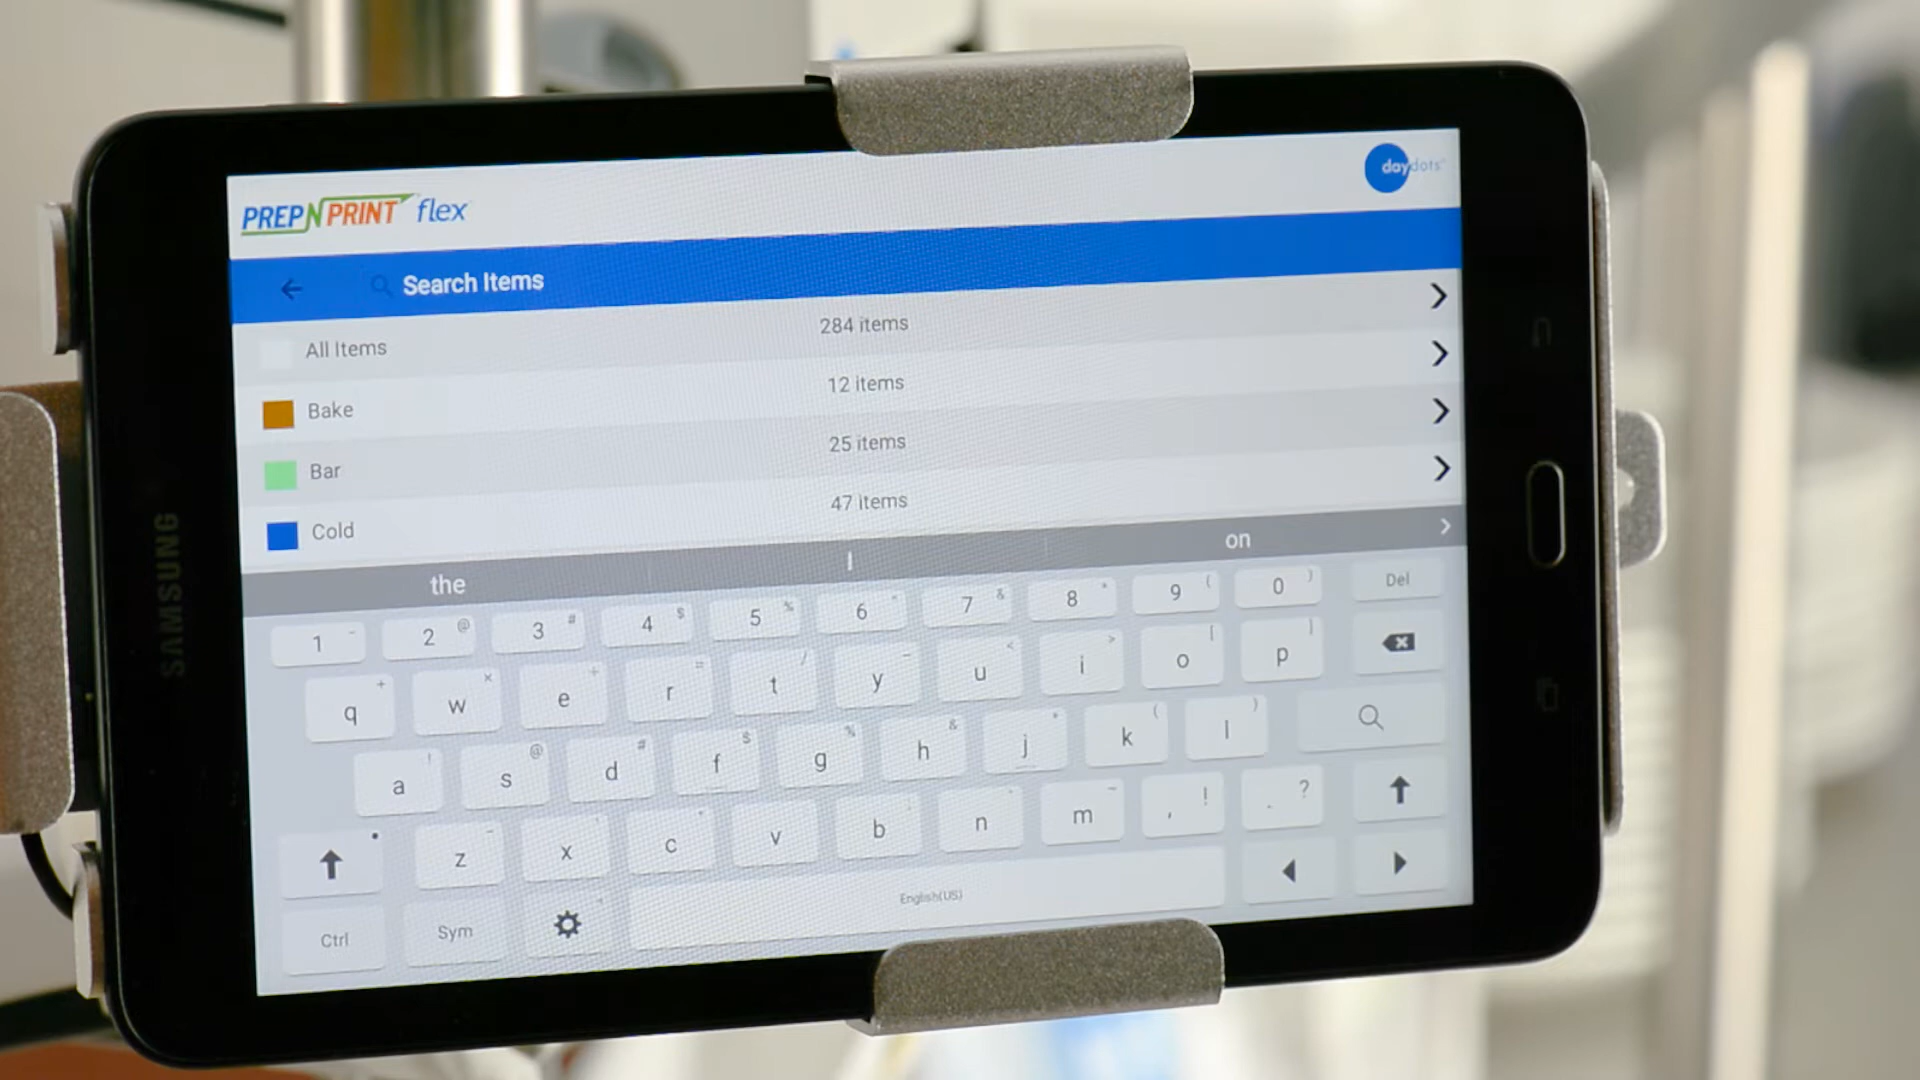 PREPNPRINT flex
daydots
Search Items
All Items 284 items
Bake 12 items
Bar 25 items
Cold 47 items
the I on
1 2 @ 3 # 4 $ 5 % 6 ^ 7 & 8 * 9 ( 0 ) Del
q + w × e + r = t / y _ u < i > o [ p ]
a ! s @ d # f $ g % h & j * k ( l )
z x c v b n m , ! . ?
Ctrl Sym English(US)
SAMSUNG